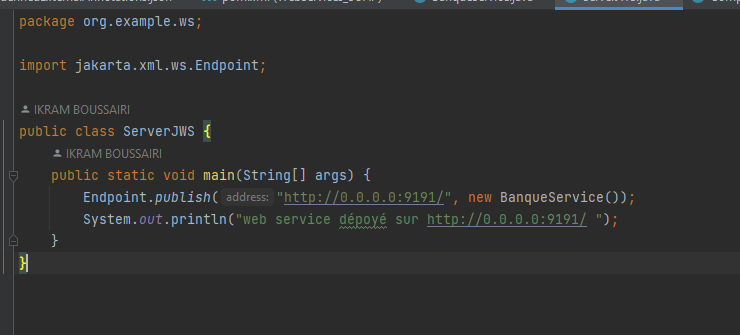 package org.example.ws;
import jakarta.xml.ws.Endpoint;
IKRAM BOUSSAIRI
public class ServerJWS {
IKRAM BOUSSAIRI
public static void main(String[] args) {
Endpoint.publish( address: "http://0.0.0.0:9191/", new BanqueService());
System.out.println("web service dépoyé sur http://0.0.0.0:9191/ ");
}
}